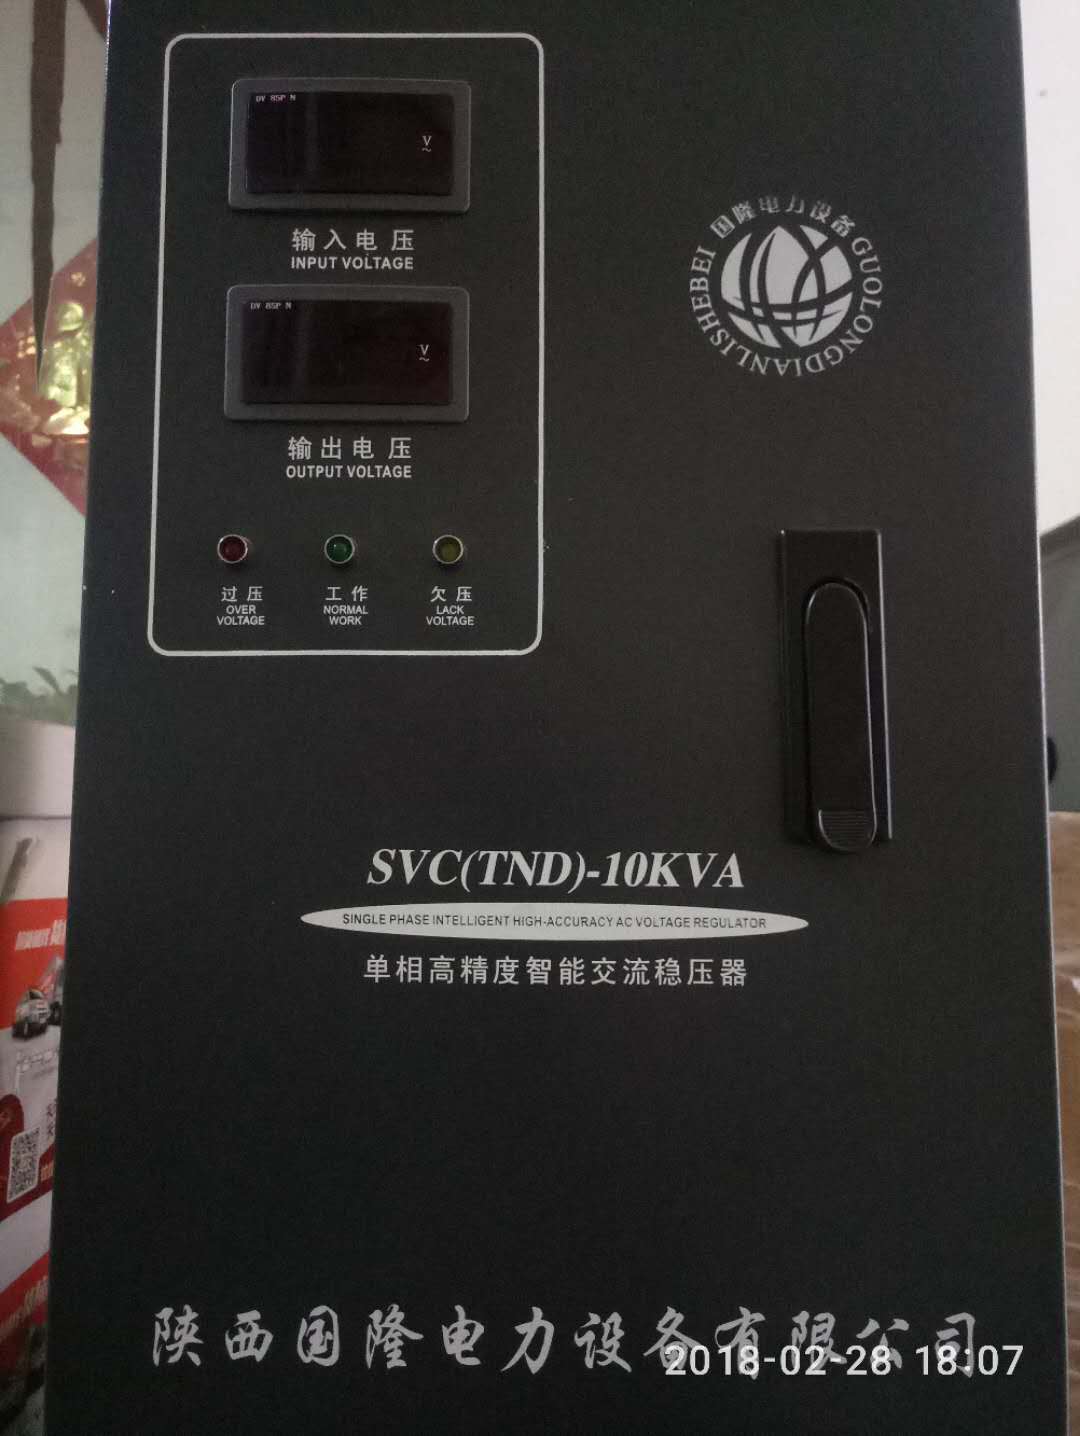 DV 85P N
V
~
输入电压
INPUT VOLTAGE
DV 85P N
V
~
输出电压
OUTPUT VOLTAGE
过压
OVER
VOLTAGE
工作
NORMAL
WORK
欠压
LACK
VOLTAGE
国隆电力设备
GUOLONGDIANLISHEBEI
SVC(TND)-10KVA
SINGLE PHASE INTELLIGENT HIGH-ACCURACY AC VOLTAGE REGULATOR
单相高精度智能交流稳压器
陕西国隆电力设备有限公司
2018-02-28 18:07